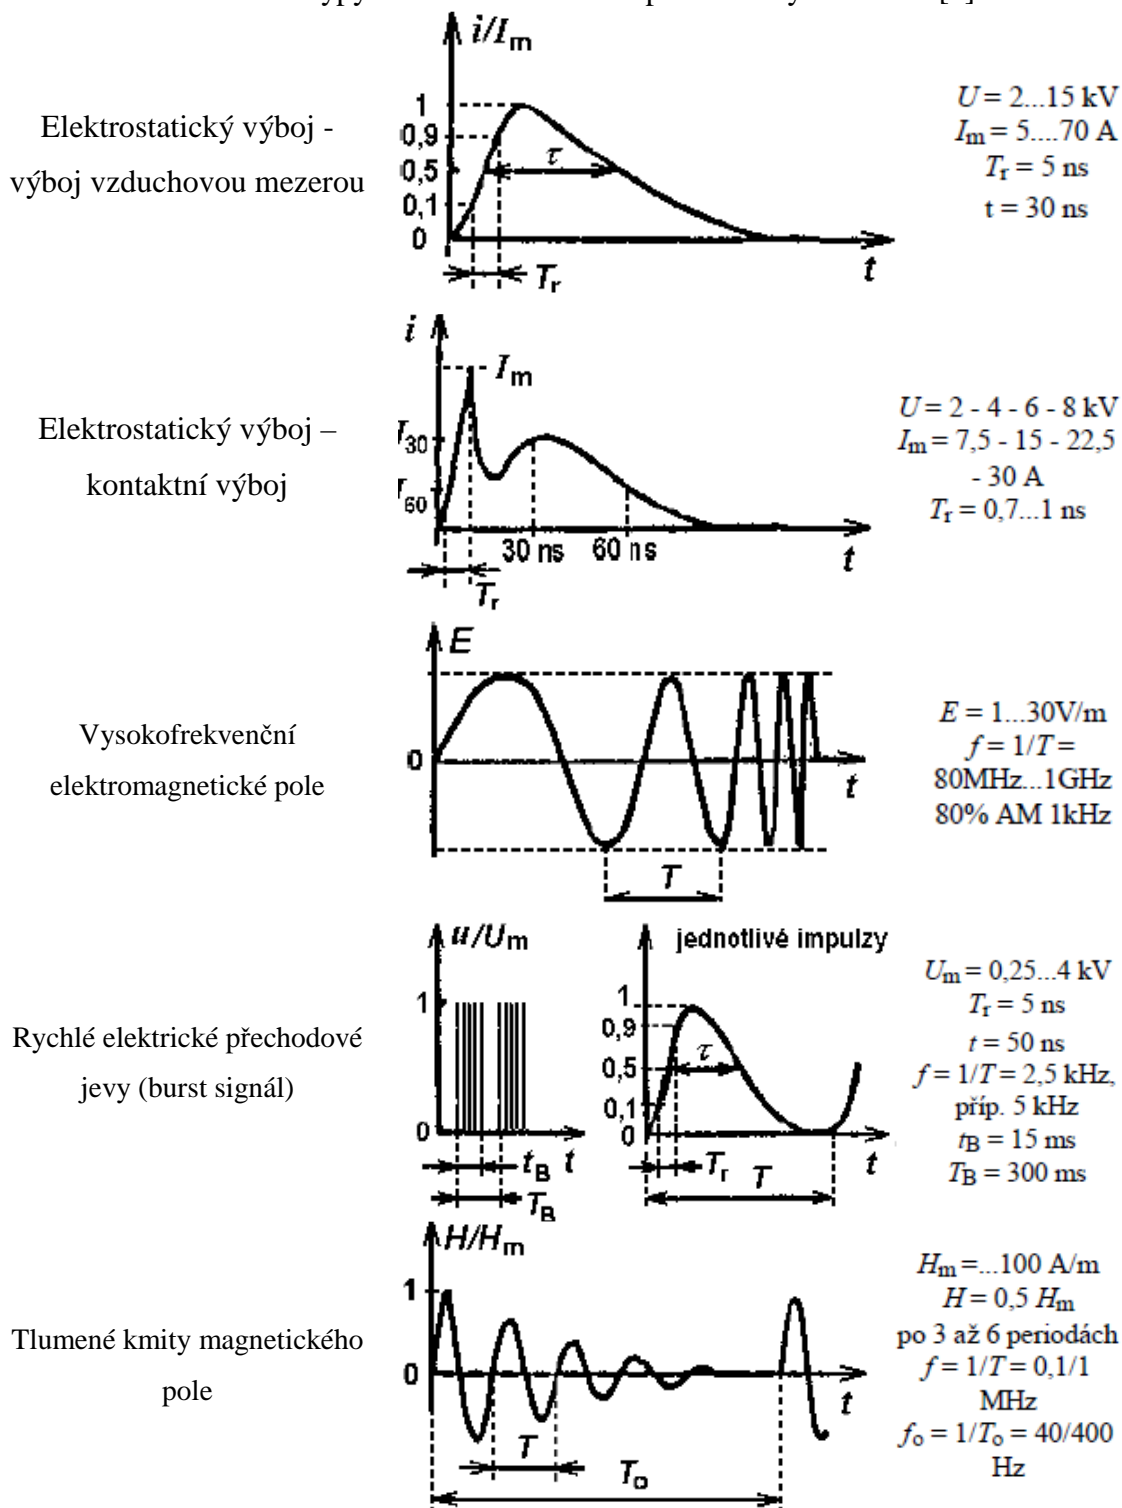 i/Im
1
0,9
0,5
0,1
0
τ
Tr
t
Elektrostatický výboj -
výboj vzduchovou mezerou
U = 2...15 kV
Im = 5....70 A
Tr = 5 ns
t = 30 ns
i
Im
I30
I60
30 ns
60 ns
t
Tr
Elektrostatický výboj –
kontaktní výboj
U = 2 - 4 - 6 - 8 kV
Im = 7,5 - 15 - 22,5
- 30 A
Tr = 0,7...1 ns
E
0
t
T
Vysokofrekvenční
elektromagnetické pole
E = 1...30V/m
f = 1/T =
80MHz...1GHz
80% AM 1kHz
u/Um
1
0
tB
t
TB
jednotlivé impulzy
1
0,9
0,5
0,1
0
τ
Tr
T
t
Rychlé elektrické přechodové
jevy (burst signál)
Um = 0,25...4 kV
Tr = 5 ns
t = 50 ns
f = 1/T = 2,5 kHz,
příp. 5 kHz
tB = 15 ms
TB = 300 ms
H/Hm
1
0
t
T
To
Tlumené kmity magnetického
pole
Hm =...100 A/m
H = 0,5 Hm
po 3 až 6 periodách
f = 1/T = 0,1/1
MHz
fo = 1/To = 40/400
Hz